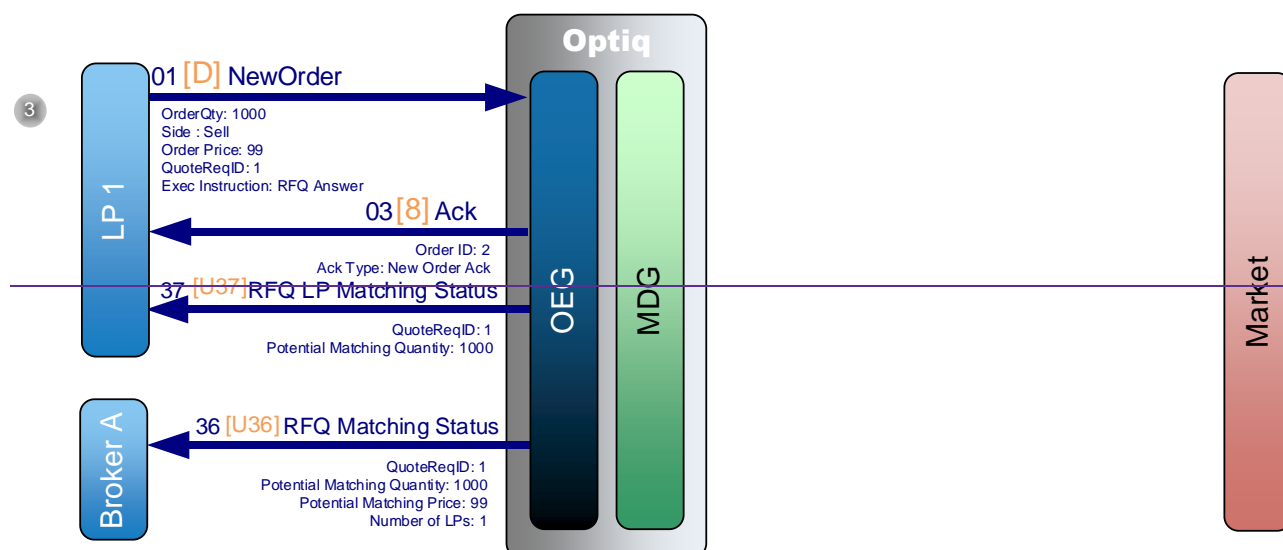 Optiq
3
01 [D] NewOrder
OrderQty: 1000
Side : Sell
Order Price: 99
QuoteReqID: 1
Exec Instruction: RFQ Answer
LP 1
03 [8] Ack
Order ID: 2
Ack Type: New Order Ack
37 [U37] RFQ LP Matching Status
QuoteReqID: 1
Potential Matching Quantity: 1000
OEG
MDG
Market
Broker A
36 [U36] RFQ Matching Status
QuoteReqID: 1
Potential Matching Quantity: 1000
Potential Matching Price: 99
Number of LPs: 1